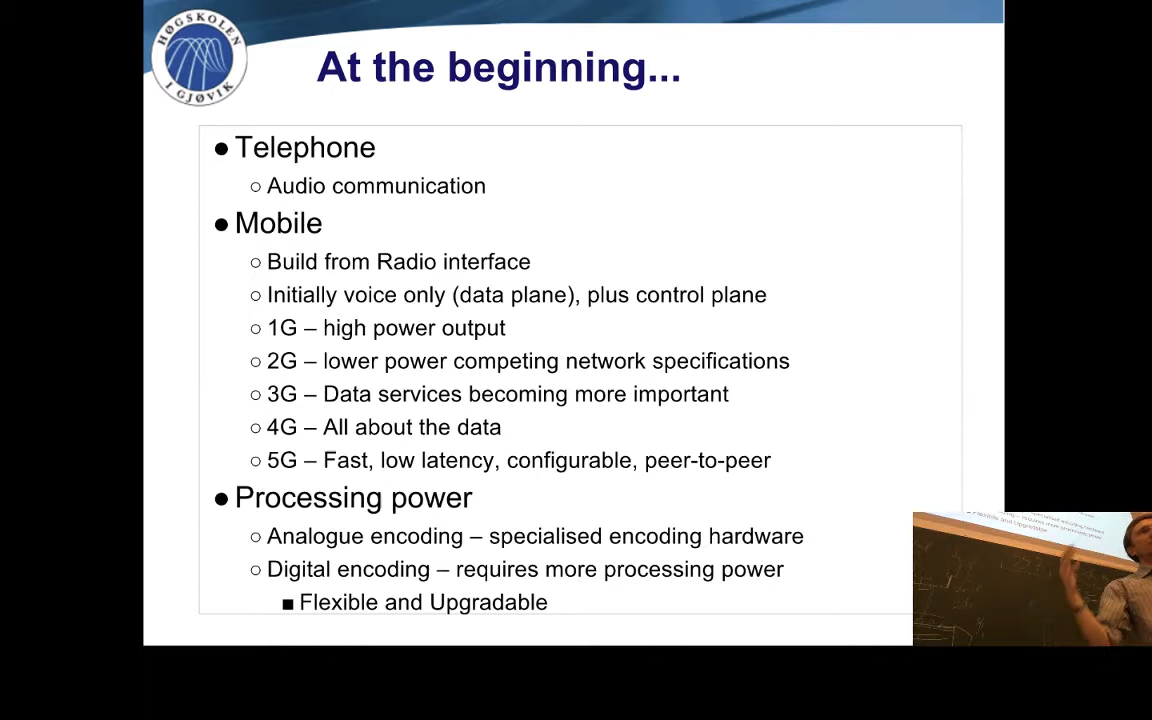 HØGSKOLEN
I GJØVIK
At the beginning...
● Telephone
○ Audio communication
● Mobile
○ Build from Radio interface
○ Initially voice only (data plane), plus control plane
○ 1G – high power output
○ 2G – lower power competing network specifications
○ 3G – Data services becoming more important
○ 4G – All about the data
○ 5G – Fast, low latency, configurable, peer-to-peer
● Processing power
○ Analogue encoding – specialised encoding hardware
○ Digital encoding – requires more processing power
■ Flexible and Upgradable